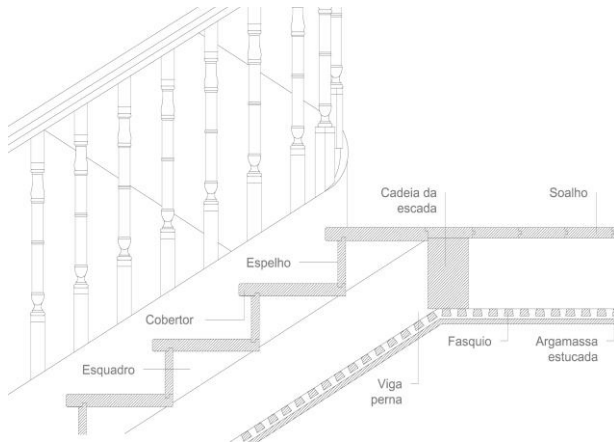 Cadeia da
escada
Soalho
Espelho
Cobertor
Esquadro
Fasquio
Argamassa
estucada
Viga
perna